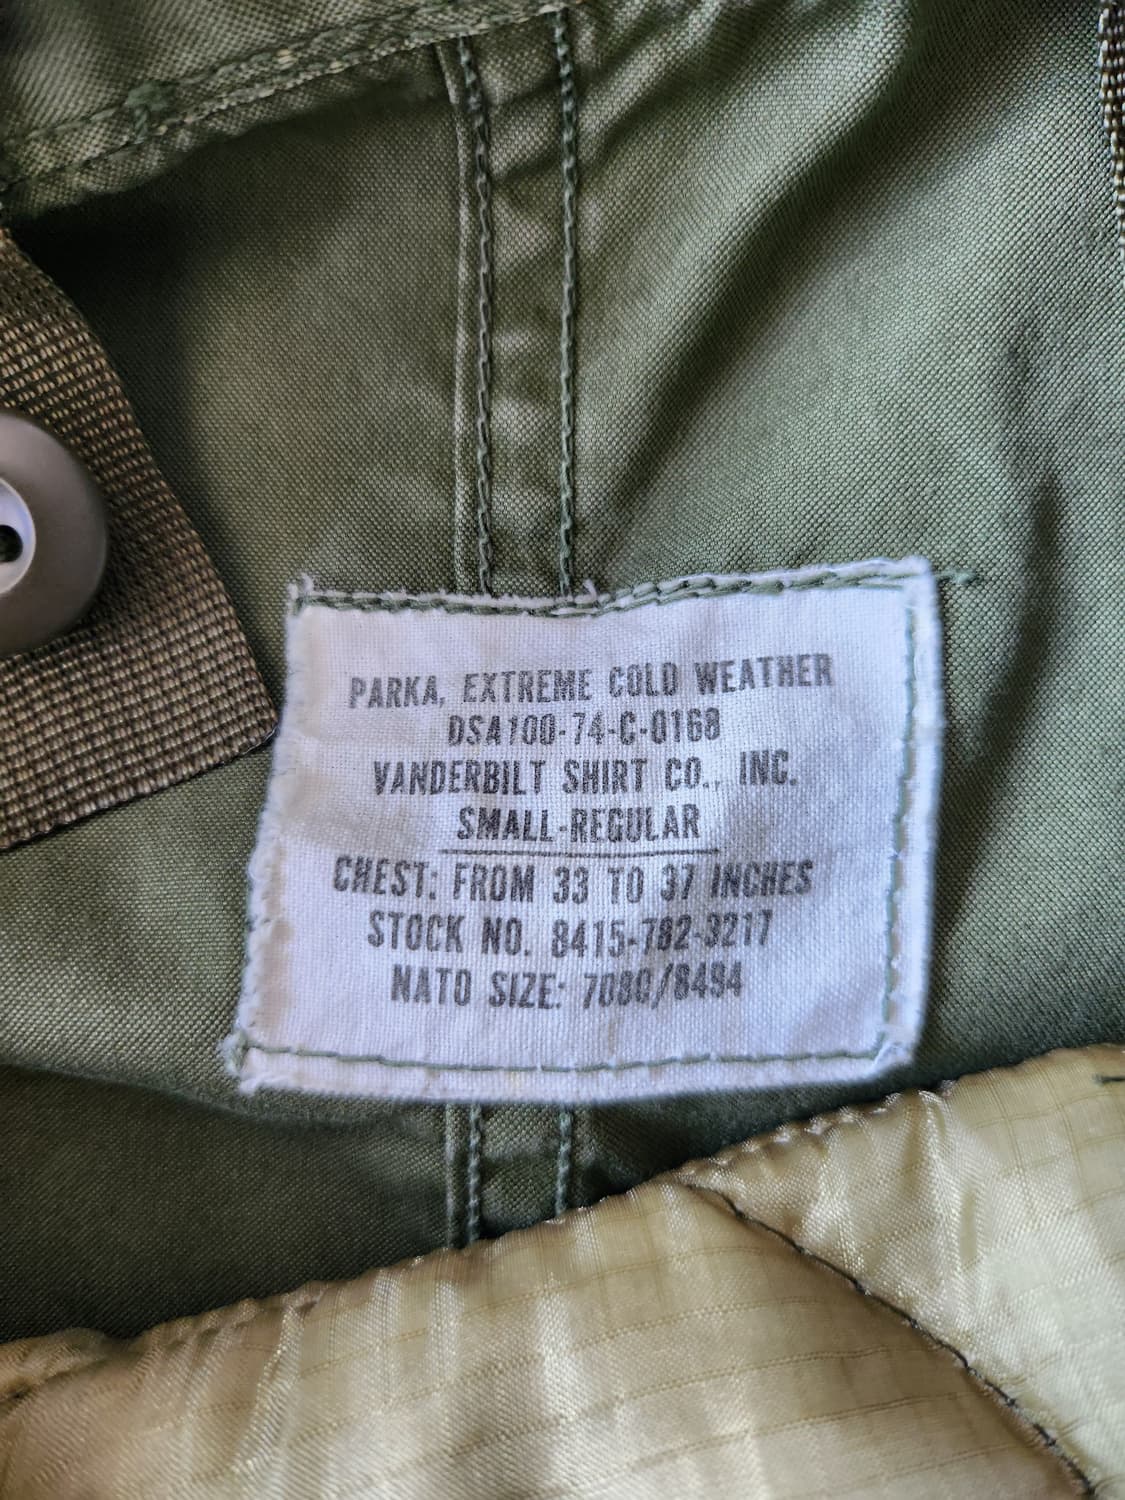 PARKA, EXTREME COLD WEATHER
DSA100-74-C-0168
VANDERBILT SHIRT CO., INC.
SMALL-REGULAR
CHEST: FROM 33 TO 37 INCHES
STOCK NO. 8415-782-3217
NATO SIZE: 7080/8494